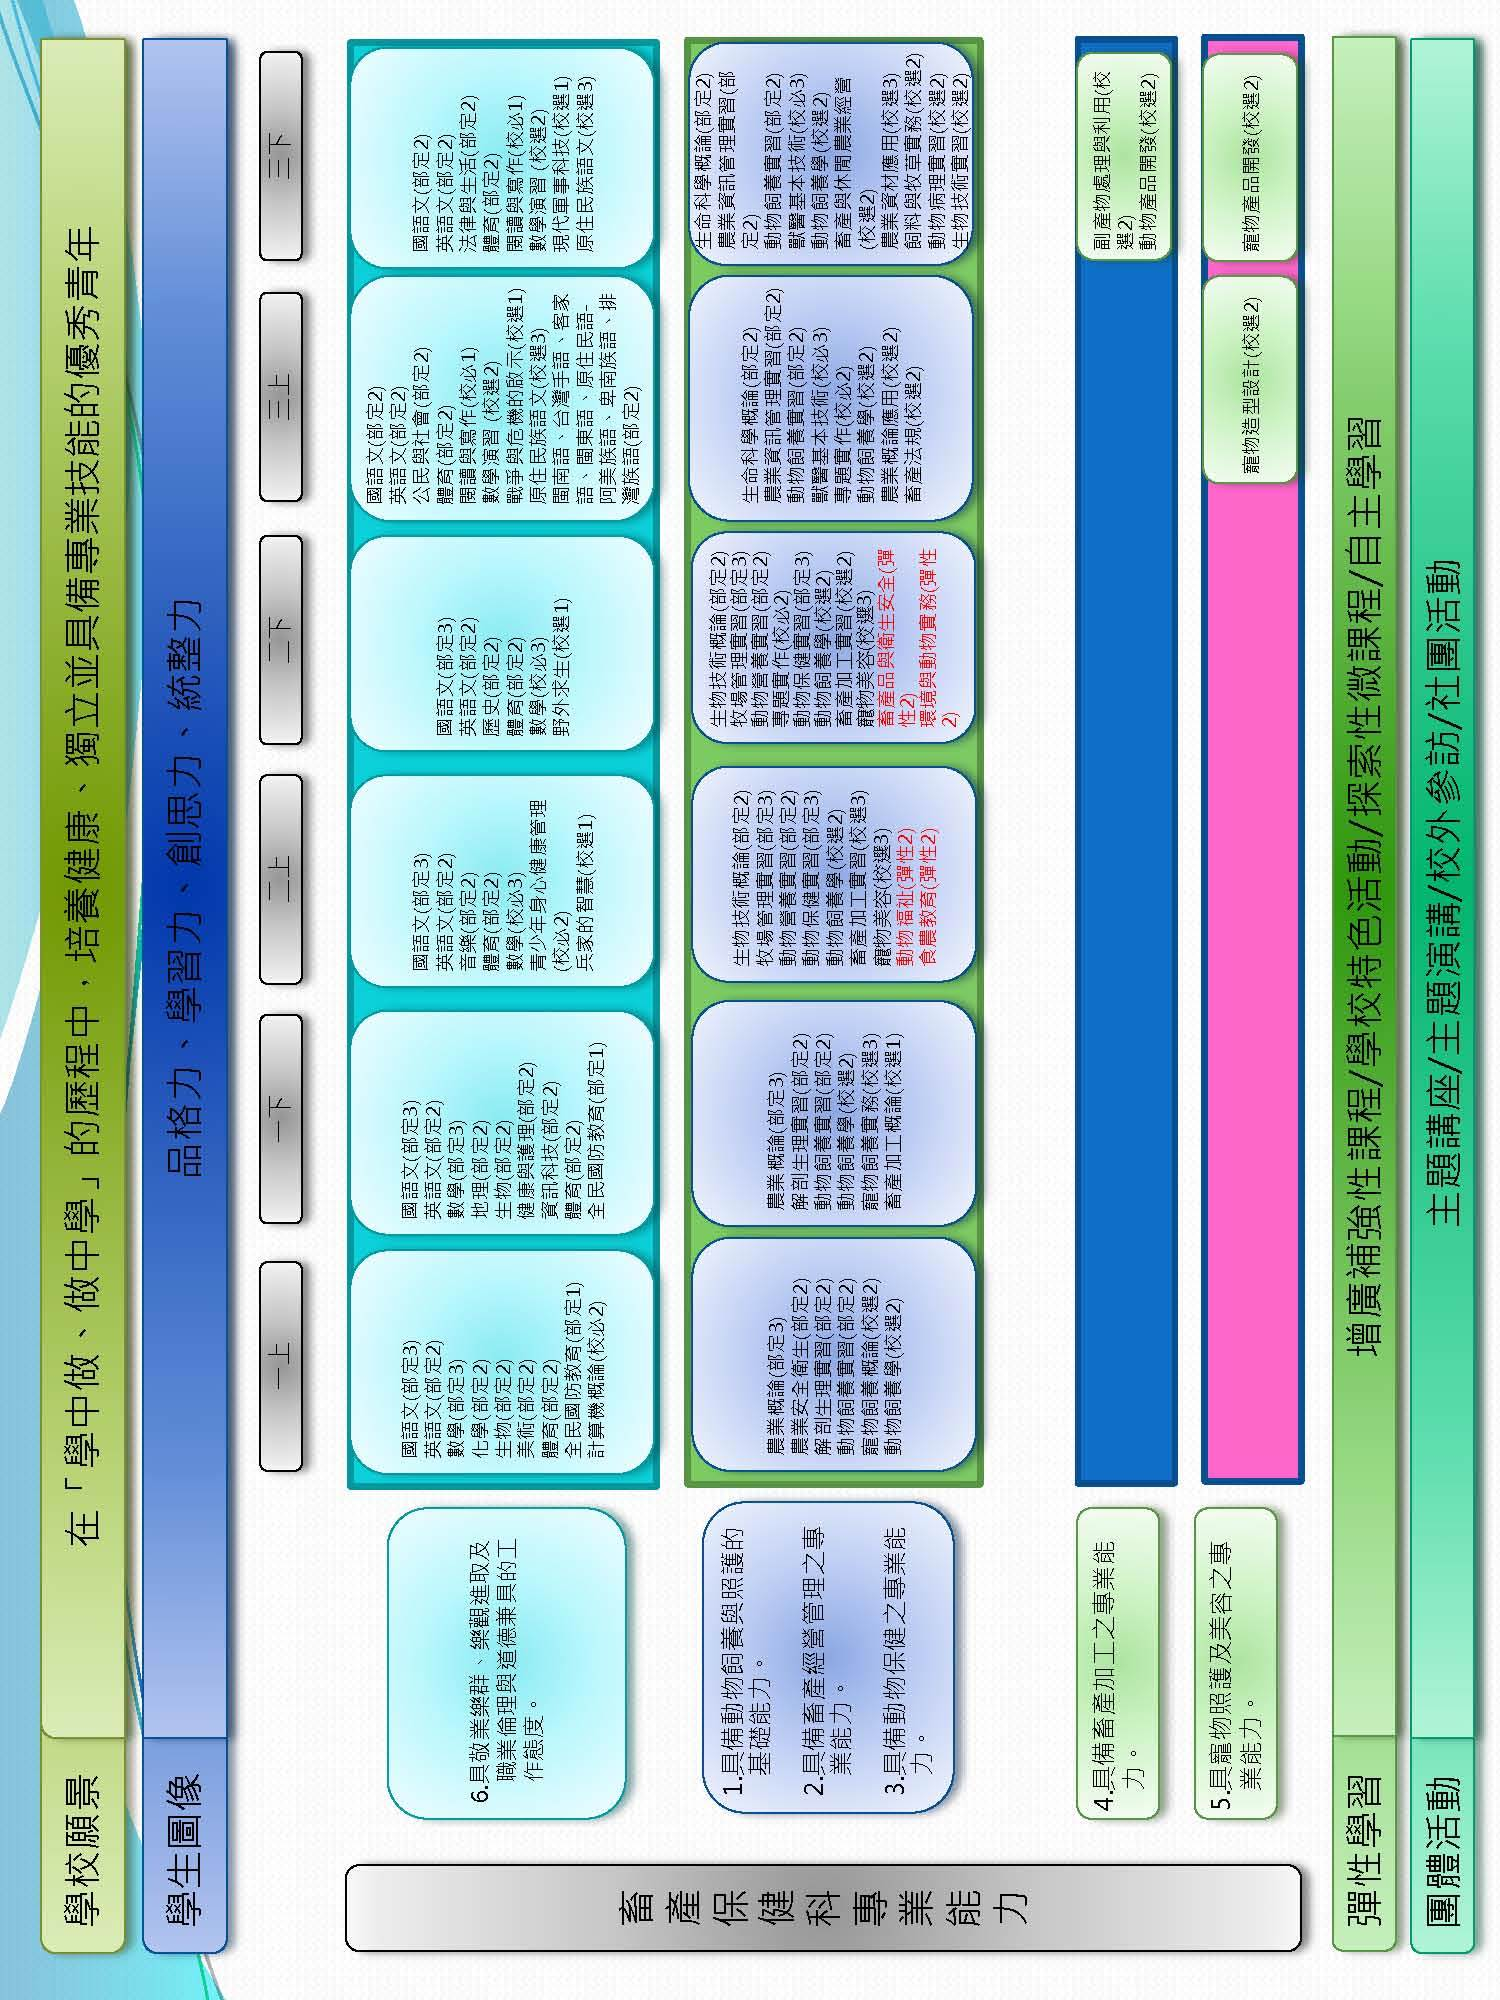 學校願景
在「學中做、做中學」的歷程中，培養健康、獨立並具備專業技能的優秀青年
學生圖像
品格力、學習力、創思力、統整力
一上
一下
二上
二下
三上
三下
畜產保健科專業能力
6.具敬業樂群、樂觀進取及
職業倫理與道德兼具的工
作態度。
國語文(部定3)
英語文(部定2)
數學(部定3)
化學(部定2)
生物(部定2)
美術(部定2)
體育(部定2)
全民國防教育(部定1)
計算機概論(校必2)
國語文(部定3)
英語文(部定2)
數學(部定3)
地理(部定2)
生物(部定2)
健康與護理(部定2)
資訊科技(部定2)
體育(部定2)
全民國防教育(部定1)
國語文(部定3)
英語文(部定2)
音樂(部定2)
體育(部定2)
數學(校必3)
青少年身心健康管理
(校必2)
兵家的智慧(校選1)
國語文(部定3)
英語文(部定2)
歷史(部定2)
體育(部定2)
數學(校必3)
野外求生(校選1)
國語文(部定2)
英語文(部定2)
公民與社會(部定2)
體育(部定2)
閱讀與寫作(校必1)
數學演習 (校選2)
戰爭與危機的啟示(校選1)
原住民族語文(校選3)
閩南語、台灣手語、客家
語、閩東語、原住民語-
阿美族語、卑南族語、排
灣族語(部定2)
國語文(部定2)
英語文(部定2)
法律與生活(部定2)
體育(部定2)
閱讀與寫作(校必1)
數學演習 (校選2)
現代軍事科技(校選1)
原住民族語文(校選3)
1.具備動物飼養與照護的
基礎能力。
2.具備畜產經營管理之專
業能力。
3.具備動物保健之專業能
力。
農業概論(部定3)
農業安全衛生(部定2)
解剖生理實習(部定2)
動物飼養實習(部定2)
寵物飼養概論(校選2)
動物飼養學(校選2)
農業概論(部定3)
解剖生理實習(部定2)
動物飼養實習(部定2)
動物飼養學(校選2)
寵物飼養實務(校選3)
畜產加工概論(校選1)
生物技術概論(部定2)
牧場管理實習(部定3)
動物營養實習(部定2)
動物保健實習(部定3)
動物飼養學(校選2)
畜產加工實習(校選3)
寵物美容(校選3)
動物福祉(彈性2)
食農教育(彈性2)
生物技術概論(部定2)
牧場管理實習(部定3)
動物營養實習(部定2)
專題實作(校必2)
動物保健實習(部定3)
動物飼養學(校選2)
畜產加工實習(校選2)
寵物美容(校選3)
畜產品與衛生安全(彈
性2)
環境與動物實務(彈性
2)
生命科學概論(部定2)
農業資訊管理實習(部定2)
動物飼養實習(部定2)
獸醫基本技術(校必3)
專題實作(校必2)
動物飼養學(校選2)
農業概論應用(校選2)
畜產法規(校選2)
生命科學概論(部定2)
農業資訊管理實習(部
定2)
動物飼養實習(部定2)
獸醫基本技術(校必3)
動物飼養學(校選2)
畜產與休閒農業經營
(校選2)
農業資材應用(校選3)
飼料與牧草實務(校選2)
動物病理實習(校選2)
生物技術實習(校選2)
4.具備畜產加工之專業能
力。
副產物處理與利用(校
選2)
動物產品開發(校選2)
5.具寵物照護及美容之專
業能力。
寵物造型設計(校選2)
寵物產品開發(校選2)
彈性學習
增廣補強性課程/學校特色活動/探索性微課程/自主學習
團體活動
主題講座/主題演講/校外參訪/社團活動